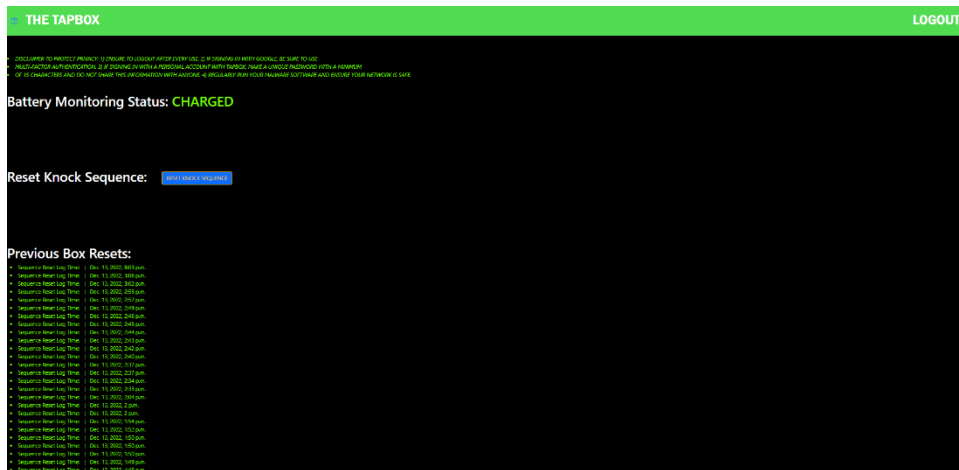 THE TAPBOX
LOGOUT
DISCLAIMER TO PROTECT PRIVACY: 1) ENSURE TO LOGOUT AFTER EVERY USE. 2) IF SIGNING IN WITH GOOGLE, BE SURE TO USE
MULTI-FACTOR AUTHENTICATION. 3) IF SIGNING IN WITH A PERSONAL ACCOUNT WITH TAPBOX, MAKE A UNIQUE PASSWORD WITH A MINIMUM
OF 15 CHARACTERS AND DO NOT SHARE THIS INFORMATION WITH ANYONE. 4) REGULARLY RUN YOUR MALWARE SOFTWARE AND ENSURE YOUR NETWORK IS SAFE.
Battery Monitoring Status: CHARGED
Reset Knock Sequence: RESET KNOCK SEQUENCE
Previous Box Resets:
Sequence Reset Log Time: | Dec. 13, 2022, p.m.
Sequence Reset Log Time: | Dec. 13, 2022, p.m.
Sequence Reset Log Time: | Dec. 13, 2022, 3:02 p.m.
Sequence Reset Log Time: | Dec. 13, 2022, 2:55 p.m.
Sequence Reset Log Time: | Dec. 13, 2022, 2:52 p.m.
Sequence Reset Log Time: | Dec. 13, 2022, 2:49 p.m.
Sequence Reset Log Time: | Dec. 13, 2022, p.m.
Sequence Reset Log Time: | Dec. 13, 2022, 2:45 p.m.
Sequence Reset Log Time: | Dec. 13, 2022, 2:44 p.m.
Sequence Reset Log Time: | Dec. 13, 2022, 2:43 p.m.
Sequence Reset Log Time: | Dec. 13, 2022, 2:42 p.m.
Sequence Reset Log Time: | Dec. 13, 2022, 2:40 p.m.
Sequence Reset Log Time: | Dec. 13, 2022, 2:37 p.m.
Sequence Reset Log Time: | Dec. 13, 2022, 2:37 p.m.
Sequence Reset Log Time: | Dec. 13, 2022, 2:34 p.m.
Sequence Reset Log Time: | Dec. 13, 2022, 2:33 p.m.
Sequence Reset Log Time: | Dec. 13, 2022, p.m.
Sequence Reset Log Time: | Dec. 13, 2022, 2 p.m.
Sequence Reset Log Time: | Dec. 13, 2022, 2 p.m.
Sequence Reset Log Time: | Dec. 13, 2022, 1:54 p.m.
Sequence Reset Log Time: | Dec. 13, 2022, 1:52 p.m.
Sequence Reset Log Time: | Dec. 13, 2022, 1:50 p.m.
Sequence Reset Log Time: | Dec. 13, 2022, 1:50 p.m.
Sequence Reset Log Time: | Dec. 13, 2022, 1:50 p.m.
Sequence Reset Log Time: | Dec. 13, 2022, p.m.